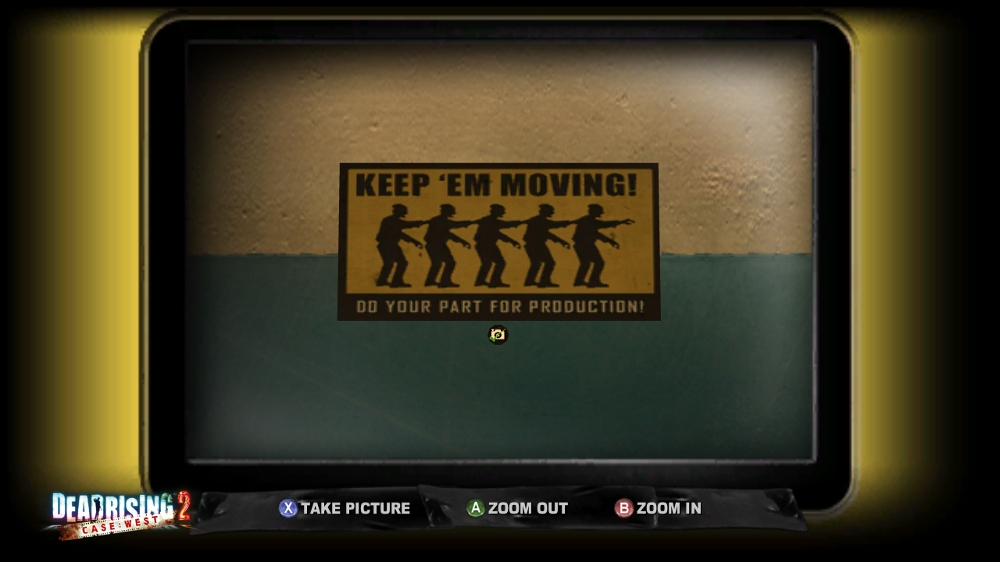 KEEP 'EM MOVING!
DO YOUR PART FOR PRODUCTION!
DEADRISING 2
CASE: WEST
X TAKE PICTURE
A ZOOM OUT
B ZOOM IN